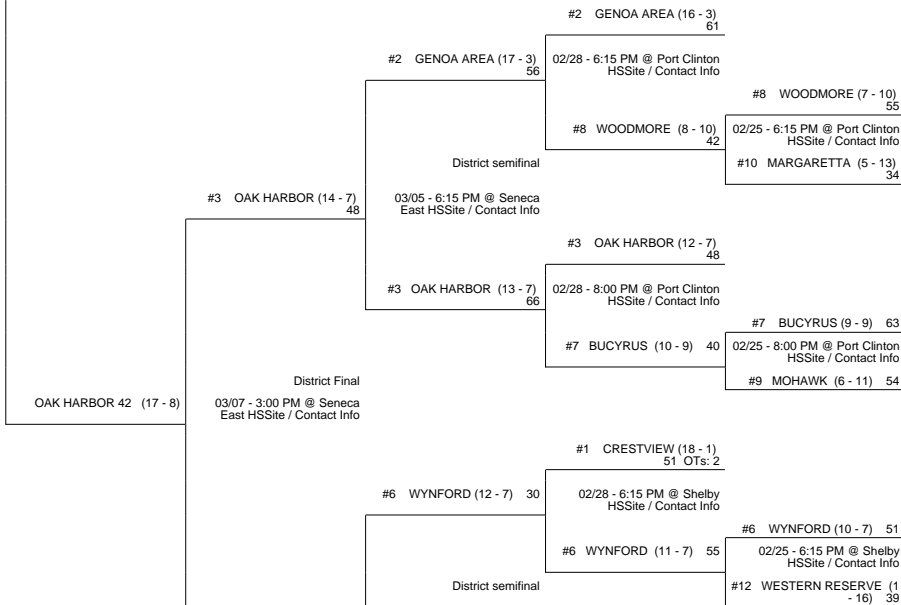 #2 GENOA AREA (16 - 3)
61
#2 GENOA AREA (17 - 3)
56
02/28 - 6:15 PM @ Port Clinton
HSSite / Contact Info
#8 WOODMORE (7 - 10)
55
#8 WOODMORE (8 - 10)
42
02/25 - 6:15 PM @ Port Clinton
HSSite / Contact Info
District semifinal
#10 MARGARETTA (5 - 13)
34
#3 OAK HARBOR (14 - 7)
48
03/05 - 6:15 PM @ Seneca
East HSSite / Contact Info
#3 OAK HARBOR (12 - 7)
48
#3 OAK HARBOR (13 - 7)
66
02/28 - 8:00 PM @ Port Clinton
HSSite / Contact Info
#7 BUCYRUS (9 - 9) 63
#7 BUCYRUS (10 - 9) 40
02/25 - 8:00 PM @ Port Clinton
HSSite / Contact Info
District Final
#9 MOHAWK (6 - 11) 54
OAK HARBOR 42 (17 - 8)
03/07 - 3:00 PM @ Seneca
East HSSite / Contact Info
#1 CRESTVIEW (18 - 1)
51 OTs: 2
#6 WYNFORD (12 - 7) 30
02/28 - 6:15 PM @ Shelby
HSSite / Contact Info
#6 WYNFORD (10 - 7) 51
#6 WYNFORD (11 - 7) 55
02/25 - 6:15 PM @ Shelby
HSSite / Contact Info
District semifinal
#12 WESTERN RESERVE (1
- 16) 39